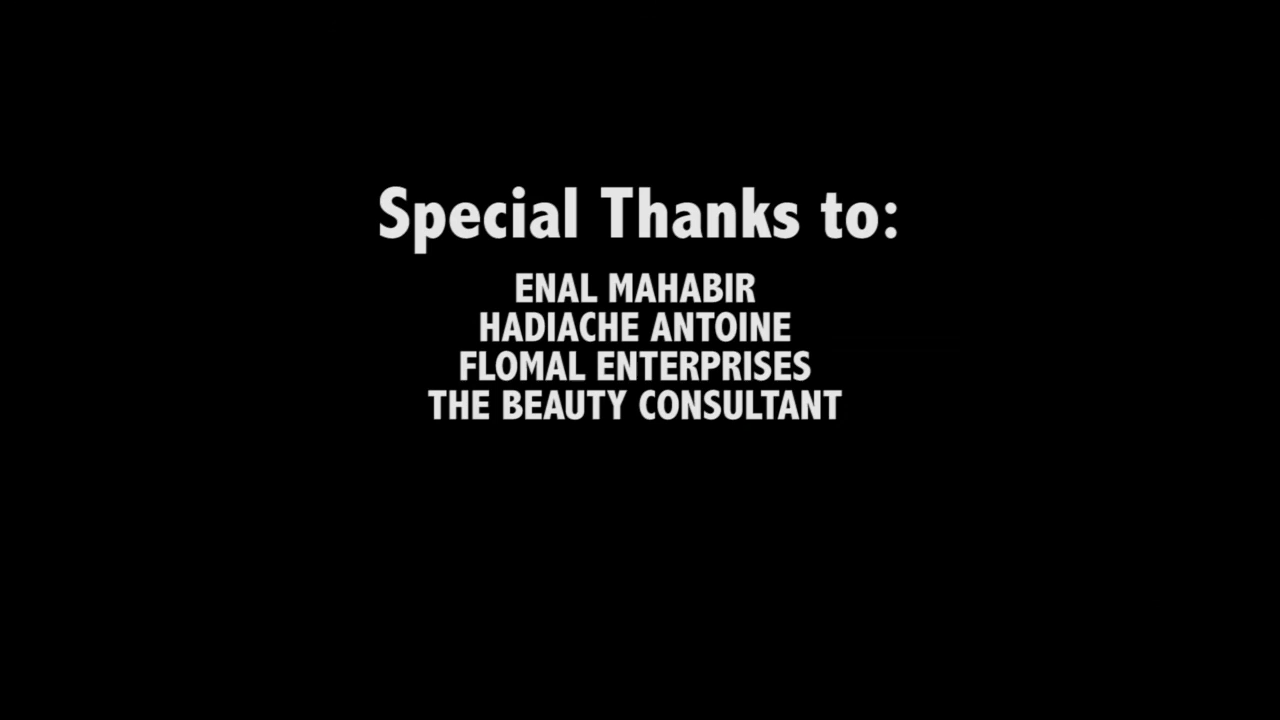 Special Thanks to:
ENAL MAHABIR
HADIACHE ANTOINE
FLOMAL ENTERPRISES
THE BEAUTY CONSULTANT